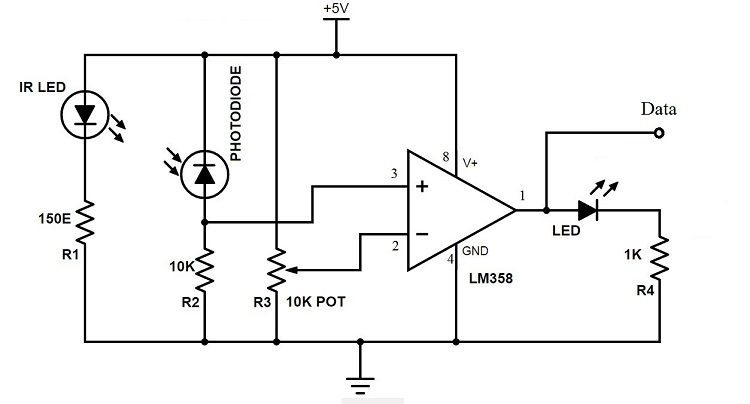 +5V
IR LED
PHOTODIODE
Data
8
V+
3
+
1
150E
R1
10K
R2
2
−
GND
4
LED
LM358
R3
10K POT
1K
R4